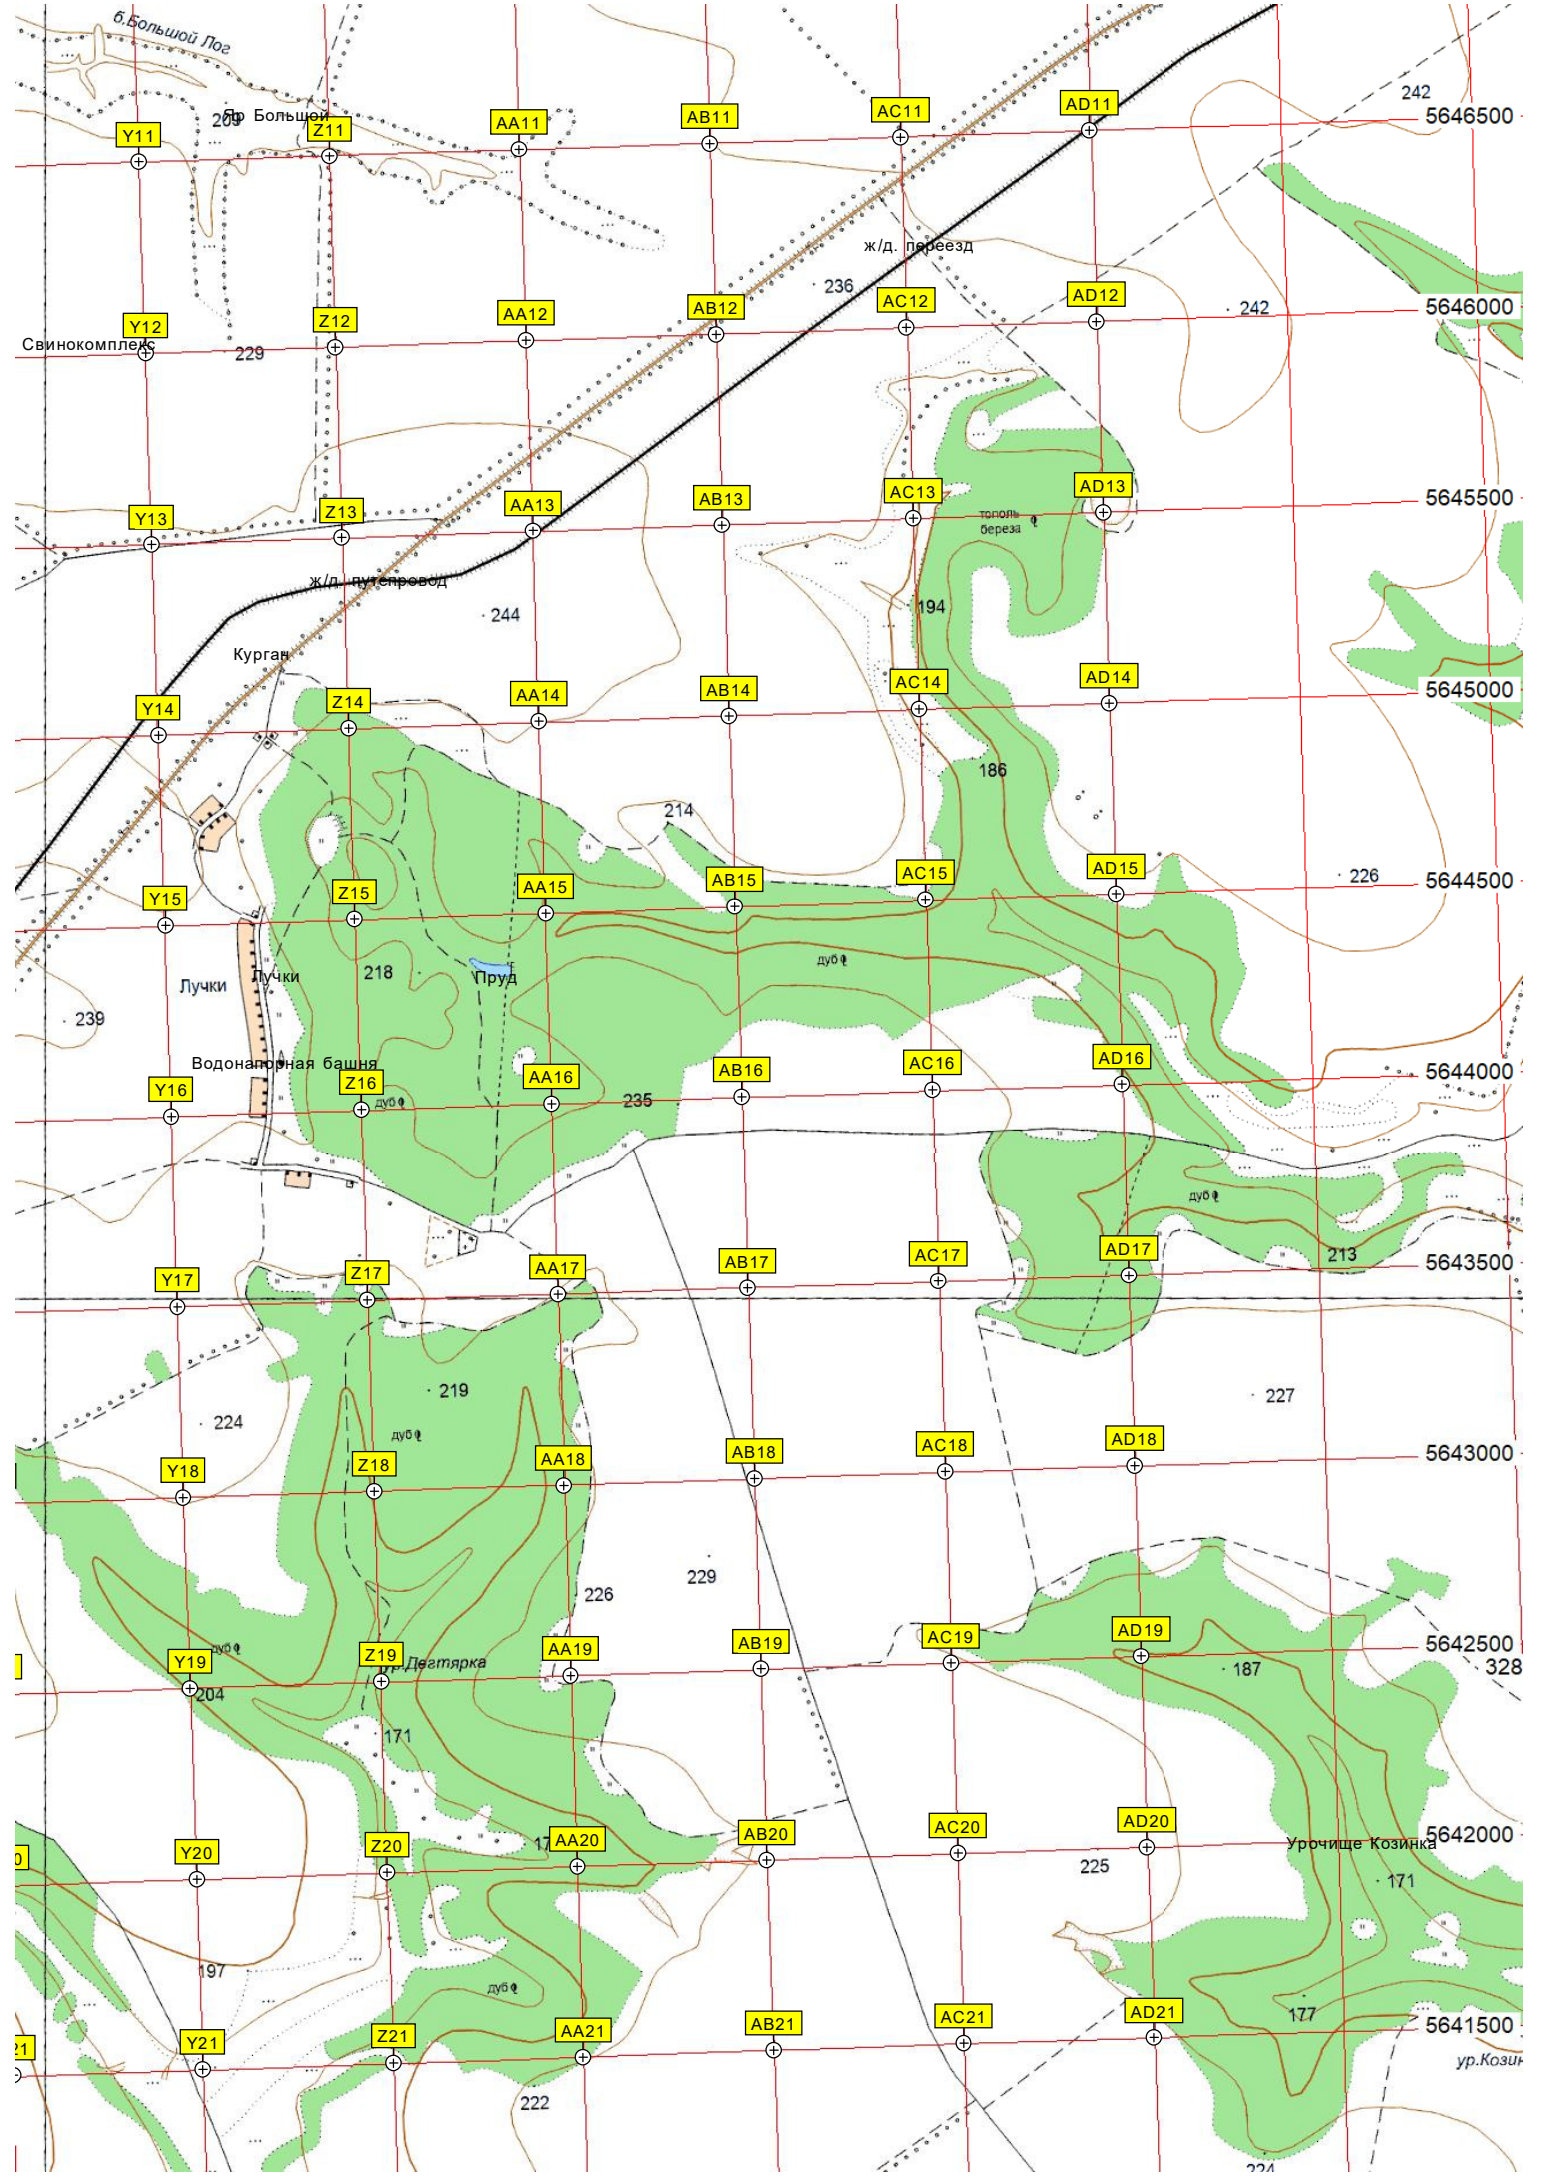 б.Большой Лог
242
209
Яр Большой
5646500
Y11
Z11
AA11
AB11
AC11
AD11
ж/д. переезд
236
242
5646000
Свинокомплекс
229
Y12
Z12
AA12
AB12
AC12
AD12
5645500
Y13
Z13
AA13
AB13
AC13
AD13
тополь
береза
ж/д. путепровод
244
194
Курган
5645000
Y14
Z14
AA14
AB14
AC14
AD14
186
214
226
5644500
Y15
Z15
AA15
AB15
AC15
AD15
дуб
218
Пруд
Лучки
Лучки
239
Водонапорная башня
5644000
Y16
Z16
AA16
AB16
AC16
AD16
дуб
235
дуб
213
5643500
Y17
Z17
AA17
AB17
AC17
AD17
219
227
224
дуб
5643000
Y18
Z18
AA18
AB18
AC18
AD18
229
226
5642500
328
Y19
Z19
AA19
AB19
AC19
AD19
дуб
ур.Дегтярка
187
204
171
5642000
Урочище Козинка
0
Y20
Z20
17
AA20
AB20
AC20
AD20
225
171
197
дуб
177
5641500
21
Y21
Z21
AA21
AB21
AC21
AD21
ур.Козин
222
224